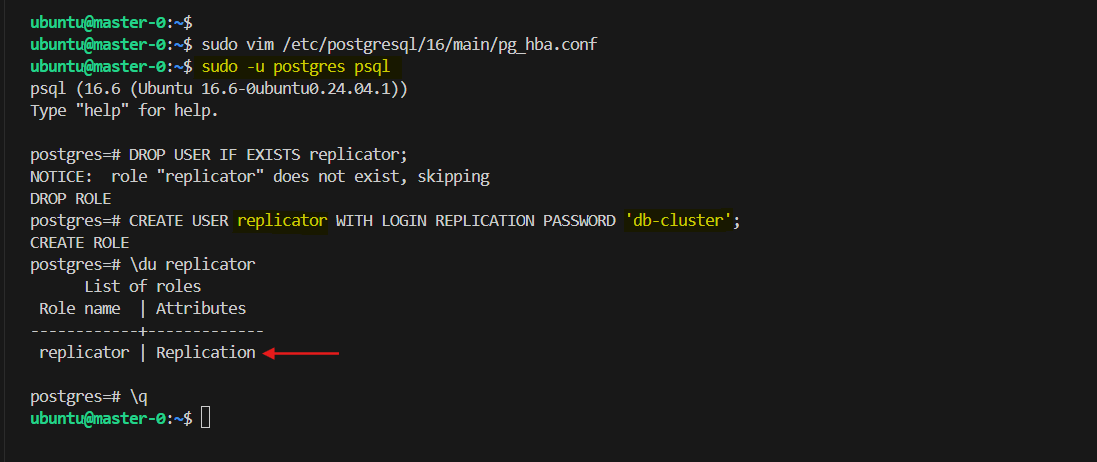 ubuntu@master-0:~$
ubuntu@master-0:~$ sudo vim /etc/postgresql/16/main/pg_hba.conf
ubuntu@master-0:~$ sudo -u postgres psql
psql (16.6 (Ubuntu 16.6-0ubuntu0.24.04.1))
Type "help" for help.

postgres=# DROP USER IF EXISTS replicator;
NOTICE:  role "replicator" does not exist, skipping
DROP ROLE
postgres=# CREATE USER replicator WITH LOGIN REPLICATION PASSWORD 'db-cluster';
CREATE ROLE
postgres=# \du replicator
      List of roles
 Role name  | Attributes
------------+-------------
 replicator | Replication

postgres=# \q
ubuntu@master-0:~$